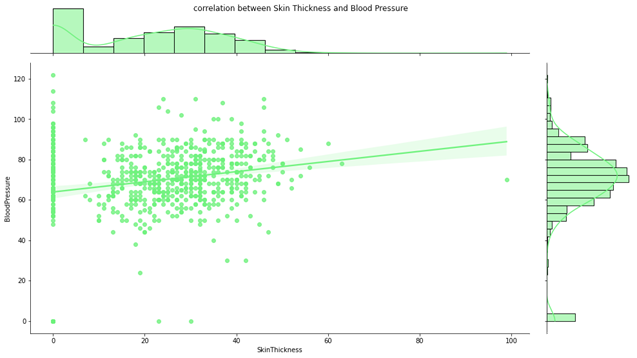 correlation between Skin Thickness and Blood Pressure
120
100
80
60
40
20
0
BloodPressure
0 20 40 60 80 100
SkinThickness